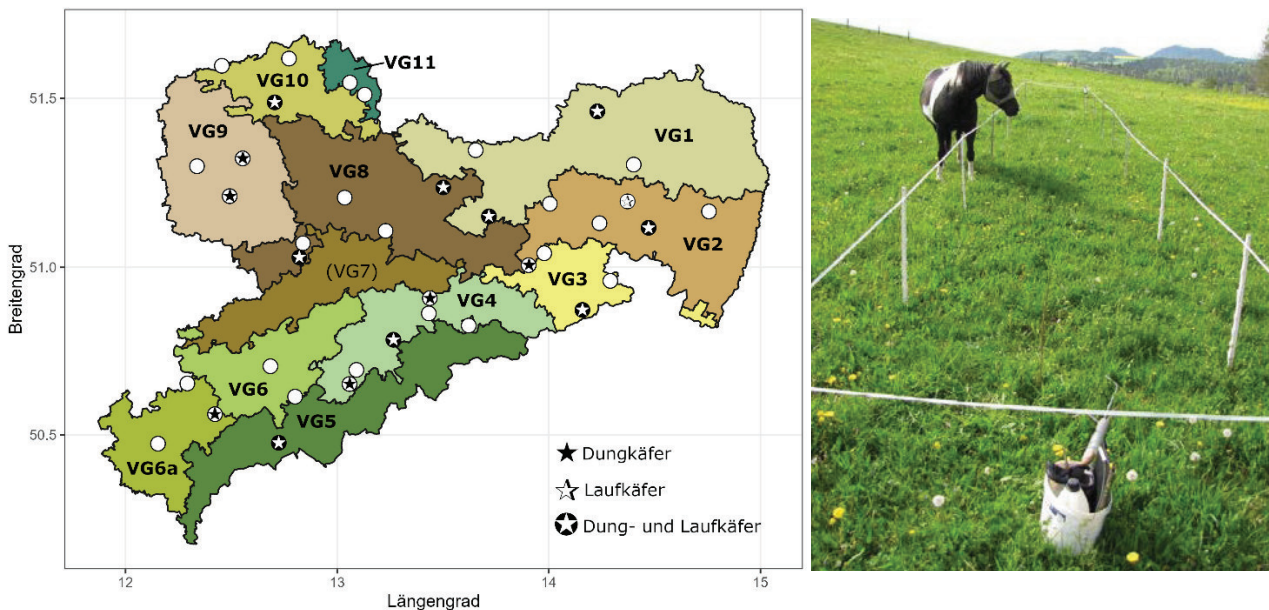 51.5
51.0
50.5
Breitengrad
12
13
14
15
Längengrad
VG10
VG11
VG9
VG1
VG8
VG2
(VG7)
VG3
VG4
VG6
VG5
VG6a
Dungkäfer
Laufkäfer
Dung- und Laufkäfer